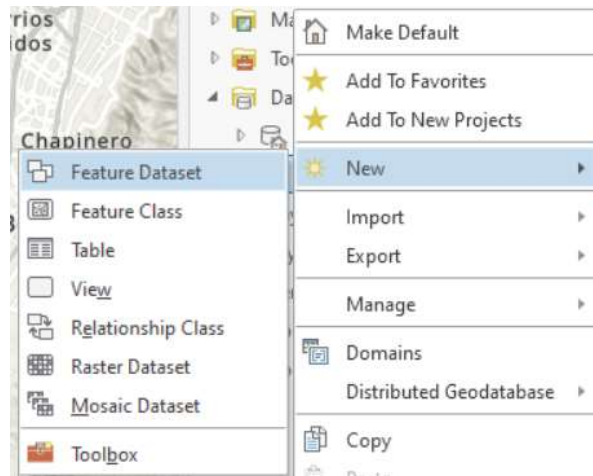 rrios
idos
Chapinero
Ma
To
Da
Make Default
Add To Favorites
Add To New Projects
New
Import
Export
Manage
Domains
Distributed Geodatabase
Copy
Feature Dataset
Feature Class
Table
View
Relationship Class
Raster Dataset
Mosaic Dataset
Toolbox